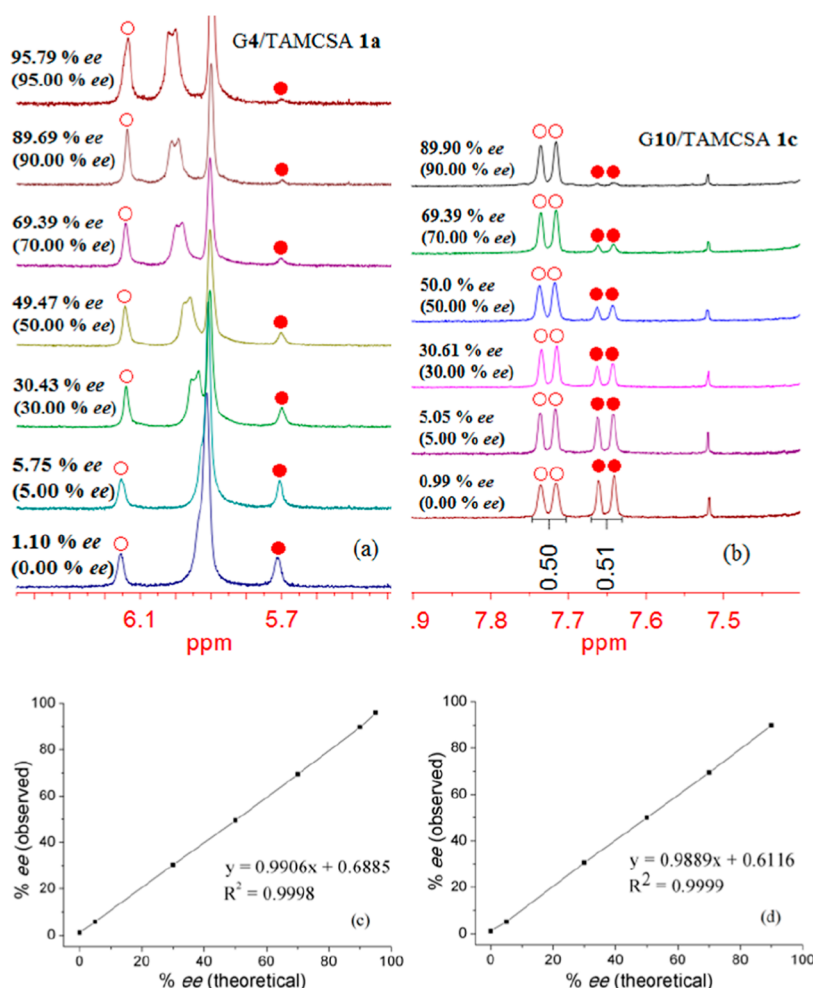 G4/TAMCSA 1a
95.79 % ee
(95.00 % ee)
89.69 % ee
(90.00 % ee)
69.39 % ee
(70.00 % ee)
49.47 % ee
(50.00 % ee)
30.43 % ee
(30.00 % ee)
5.75 % ee
(5.00 % ee)
1.10 % ee
(0.00 % ee)
(a)
6.1 5.7
ppm
G10/TAMCSA 1c
89.90 % ee
(90.00 % ee)
69.39 % ee
(70.00 % ee)
50.0 % ee
(50.00 % ee)
30.61 % ee
(30.00 % ee)
5.05 % ee
(5.00 % ee)
0.99 % ee
(0.00 % ee)
0.50
0.51
(b)
.9 7.8 7.7 7.6 7.5
ppm
100
80
60
40
20
0
% ee (observed)
y = 0.9906x + 0.6885
R² = 0.9998
(c)
0 20 40 60 80 100
% ee (theoretical)
100
80
60
40
20
0
% ee (observed)
y = 0.9889x + 0.6116
R² = 0.9999
(d)
0 20 40 60 80 100
% ee (theoretical)